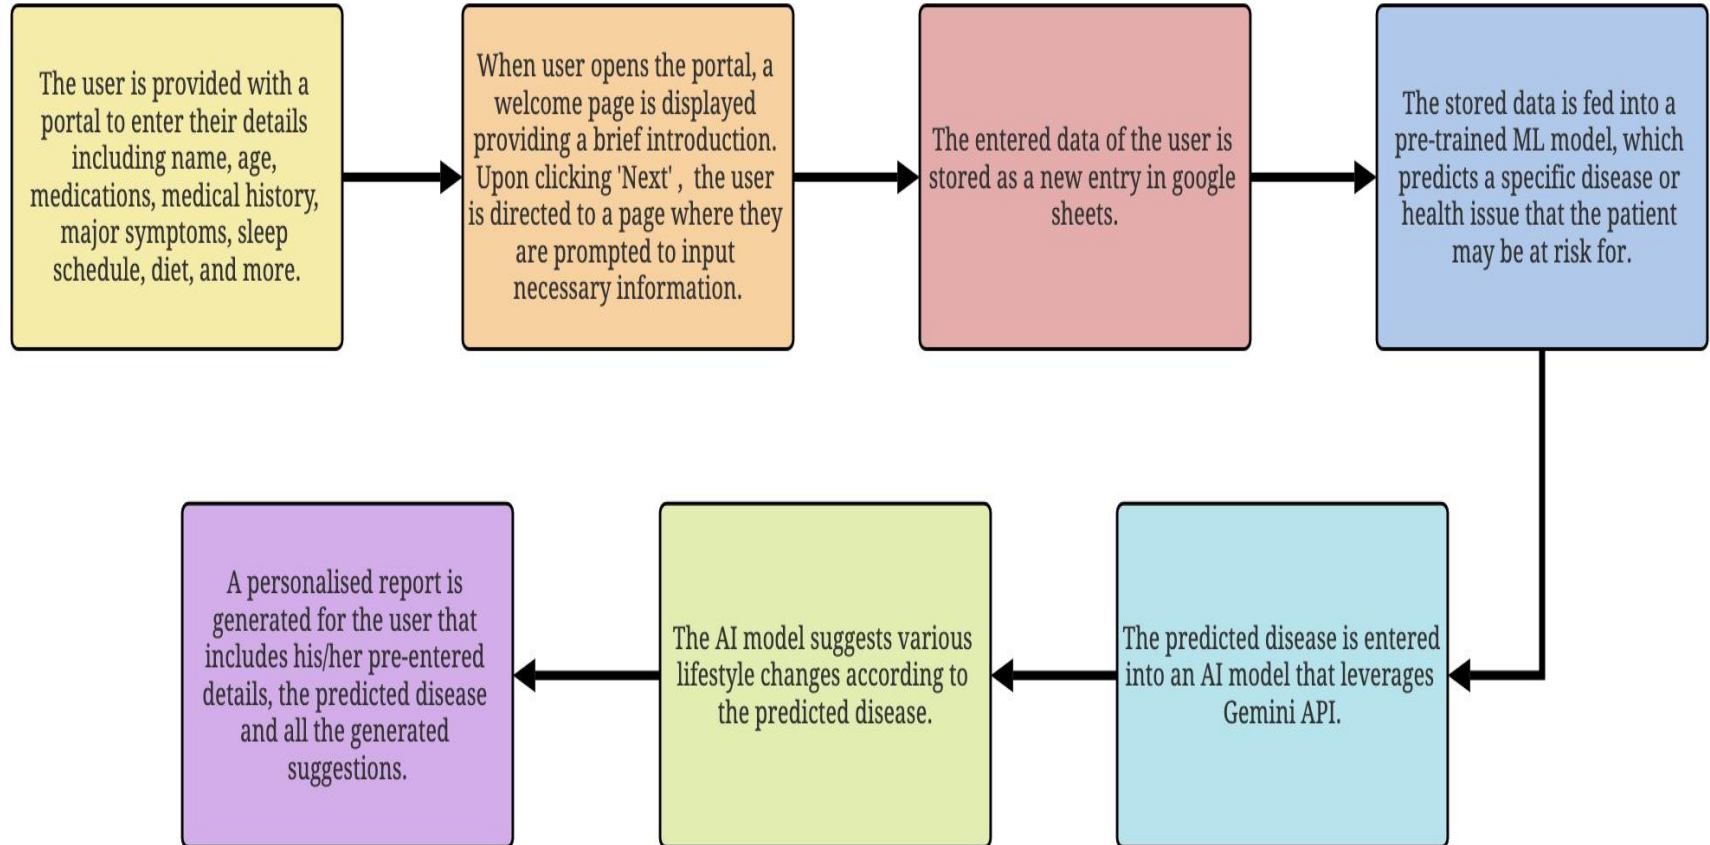 The user is provided with a
portal to enter their details
including name, age,
medications, medical history,
major symptoms, sleep
schedule, diet, and more.
When user opens the portal, a
welcome page is displayed
providing a brief introduction.
Upon clicking 'Next' ,  the user
is directed to a page where they
are prompted to input
necessary information.
The entered data of the user is
stored as a new entry in google
sheets.
The stored data is fed into a
pre-trained ML model, which
predicts a specific disease or
health issue that the patient
may be at risk for.
The predicted disease is entered
into an AI model that leverages
Gemini API.
The AI model suggests various
lifestyle changes according to
the predicted disease.
A personalised report is
generated for the user that
includes his/her pre-entered
details, the predicted disease
and all the generated
suggestions.